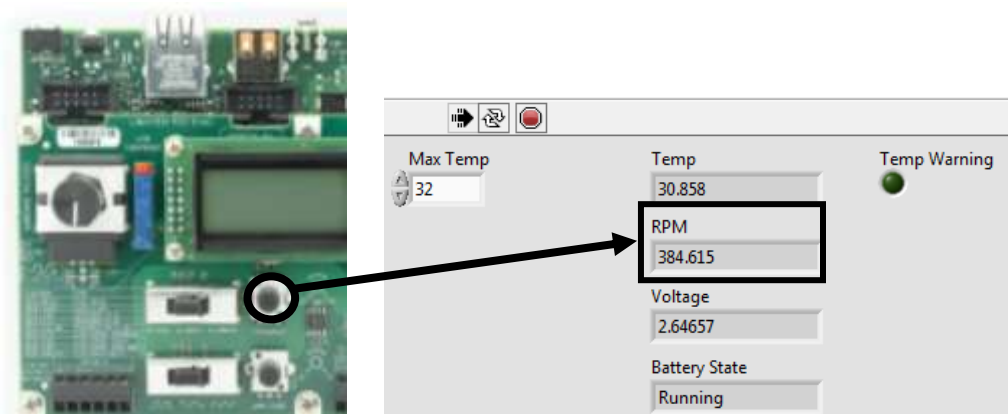 Max Temp
32
Temp
30.858
RPM
384.615
Voltage
2.64657
Battery State
Running
Temp Warning